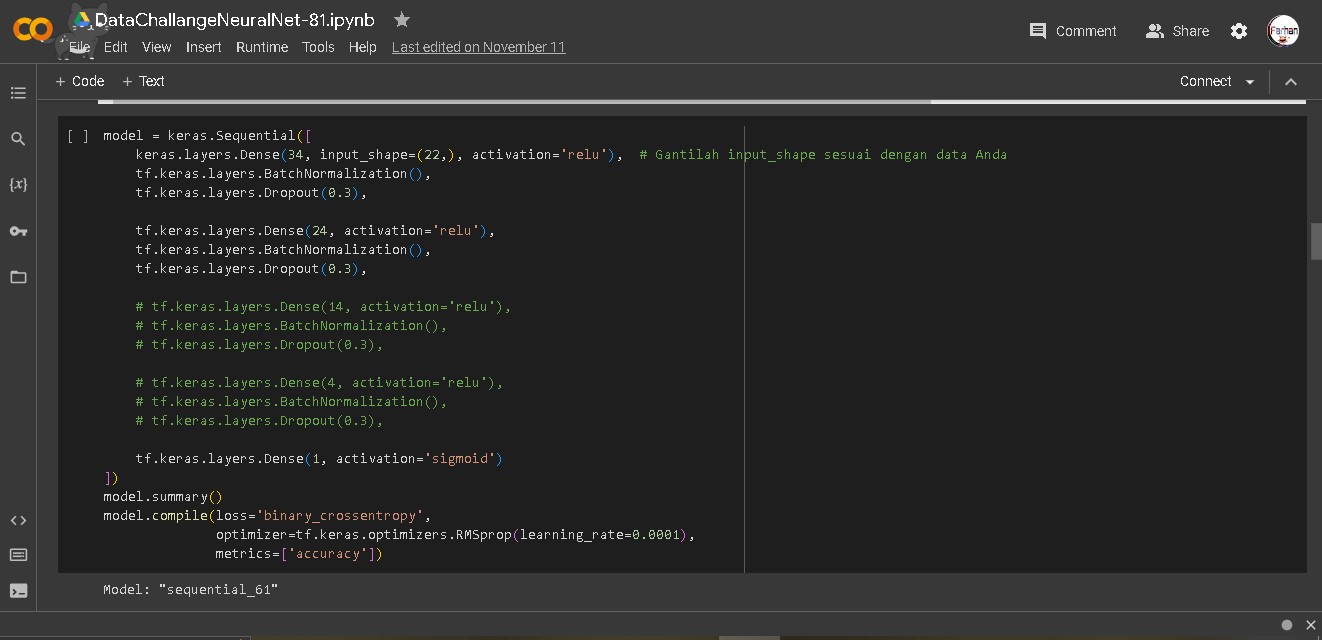 DataChallangeNeuralNet-81.ipynb
File Edit View Insert Runtime Tools Help Last edited on November 11
Comment Share Farhan
+ Code + Text Connect
[ ] model = keras.Sequential([
keras.layers.Dense(34, input_shape=(22,), activation='relu'), # Gantilah input_shape sesuai dengan data Anda
tf.keras.layers.BatchNormalization(),
tf.keras.layers.Dropout(0.3),
tf.keras.layers.Dense(24, activation='relu'),
tf.keras.layers.BatchNormalization(),
tf.keras.layers.Dropout(0.3),
# tf.keras.layers.Dense(14, activation='relu'),
# tf.keras.layers.BatchNormalization(),
# tf.keras.layers.Dropout(0.3),
# tf.keras.layers.Dense(4, activation='relu'),
# tf.keras.layers.BatchNormalization(),
# tf.keras.layers.Dropout(0.3),
tf.keras.layers.Dense(1, activation='sigmoid')
])
model.summary()
model.compile(loss='binary_crossentropy',
optimizer=tf.keras.optimizers.RMSprop(learning_rate=0.0001),
metrics=['accuracy'])
Model: "sequential_61"